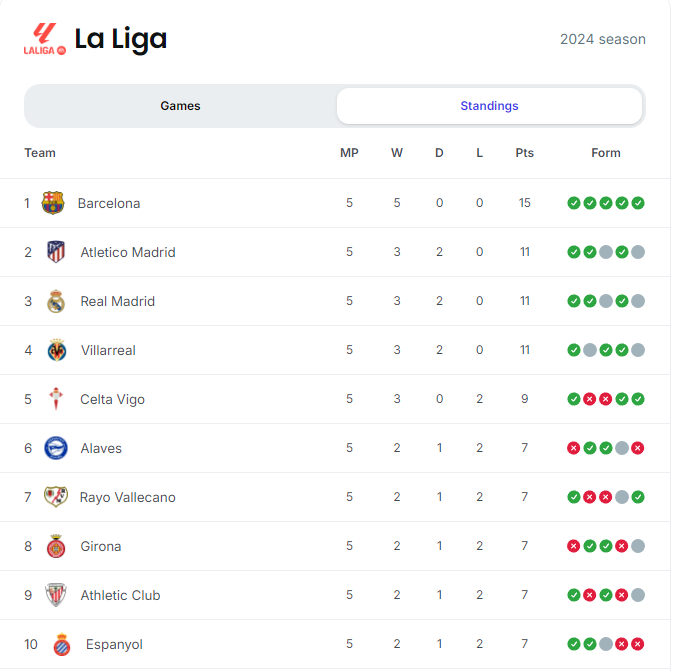 LALIGA
La Liga
2024 season
Games Standings
Team MP W D L Pts Form
1 Barcelona 5 5 0 0 15
2 Atletico Madrid 5 3 2 0 11
3 Real Madrid 5 3 2 0 11
4 Villarreal 5 3 2 0 11
5 Celta Vigo 5 3 0 2 9
6 Alaves 5 2 1 2 7
7 Rayo Vallecano 5 2 1 2 7
8 Girona 5 2 1 2 7
9 Athletic Club 5 2 1 2 7
10 Espanyol 5 2 1 2 7